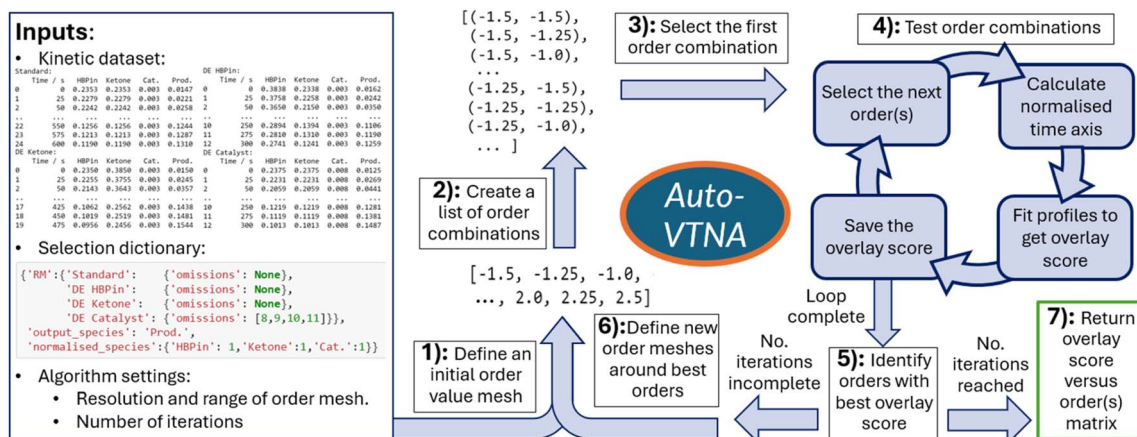 Inputs:
• Kinetic dataset:
Standard:
Time / s HBPin Ketone Cat. Prod.
0 0 0.2353 0.2353 0.003 0.0147
1 25 0.2279 0.2279 0.003 0.0221
2 50 0.2242 0.2242 0.003 0.0258
.. ... ... ... ... ...
22 550 0.1256 0.1256 0.003 0.1244
23 575 0.1213 0.1213 0.003 0.1287
24 600 0.1190 0.1190 0.003 0.1310
DE HBPin:
Time / s HBPin Ketone Cat. Prod.
0 0 0.3838 0.2338 0.003 0.0162
1 25 0.3758 0.2258 0.003 0.0242
2 50 0.3650 0.2150 0.003 0.0350
.. ... ... ... ... ...
10 250 0.2894 0.1394 0.003 0.1106
11 275 0.2810 0.1310 0.003 0.1190
12 300 0.2741 0.1241 0.003 0.1259
DE Ketone:
Time / s HBPin Ketone Cat. Prod.
0 0 0.2350 0.3850 0.003 0.0150
1 25 0.2255 0.3755 0.003 0.0245
2 50 0.2143 0.3643 0.003 0.0357
.. ... ... ... ... ...
17 425 0.1062 0.2562 0.003 0.1438
18 450 0.1019 0.2519 0.003 0.1481
19 475 0.0956 0.2456 0.003 0.1544
DE Catalyst:
Time / s HBPin Ketone Cat. Prod.
0 0 0.2375 0.2375 0.008 0.0125
1 25 0.2231 0.2231 0.008 0.0269
2 50 0.2059 0.2059 0.008 0.0441
.. ... ... ... ... ...
10 250 0.1219 0.1219 0.008 0.1281
11 275 0.1119 0.1119 0.008 0.1381
12 300 0.1013 0.1013 0.008 0.1487
• Selection dictionary:
{'RM':{'Standard': {'omissions': None},
'DE HBPin': {'omissions': None},
'DE Ketone': {'omissions': None},
'DE Catalyst': {'omissions': [8,9,10,11]}},
'output_species': 'Prod.',
'normalised_species':{'HBPin': 1,'Ketone':1,'Cat.':1}}
• Algorithm settings:
• Resolution and range of order mesh.
• Number of iterations
1): Define an
initial order
value mesh
[-1.5, -1.25, -1.0,
..., 2.0, 2.25, 2.5]
2): Create a
list of order
combinations
[(-1.5, -1.5),
(-1.5, -1.25),
(-1.5, -1.0),
...
(-1.25, -1.5),
(-1.25, -1.25),
(-1.25, -1.0),
... ]
3): Select the first
order combination
Auto-
VTNA
4): Test order combinations
Select the next
order(s)
Calculate
normalised
time axis
Fit profiles to
get overlay
score
Save the
overlay score
Loop
complete
5): Identify
orders with
best overlay
score
No.
iterations
incomplete
6):Define new
order meshes
around best
orders
No.
iterations
reached
7): Return
overlay
score
versus
order(s)
matrix